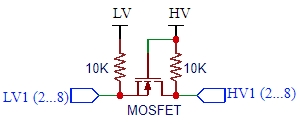 LV HV
10K 10K
LV1 (2...8) HV1 (2...8)
MOSFET